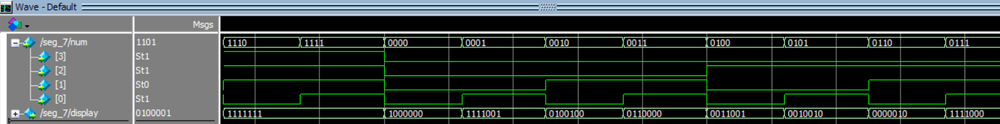 Wave - Default
Msgs
/seg_7/num 1101 1110 1111 0000 0001 0010 0011 0100 0101 0110 0111
[3] St1
[2] St1
[1] St0
[0] St1
/seg_7/display 0100001 1111111 1000000 1111001 0100100 0110000 0011001 0010010 0000010 1111000